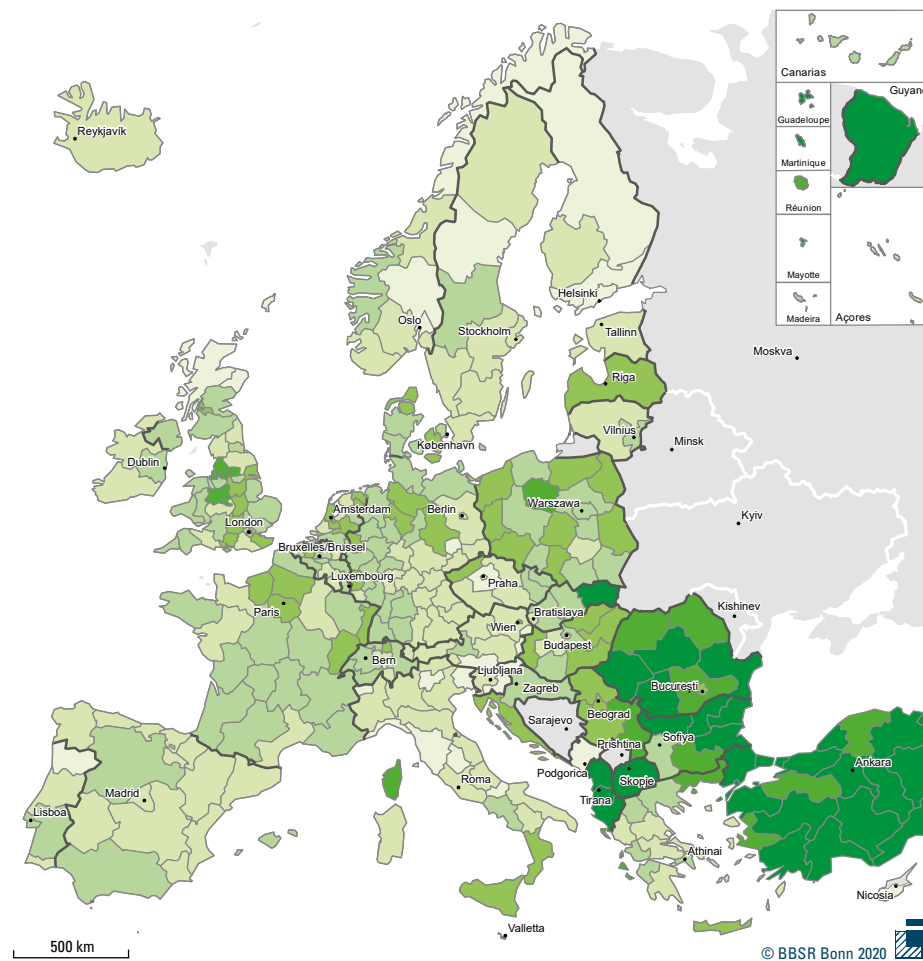 Reykjavík
Canarias
Guadeloupe
Martinique
Réunion
Mayotte
Madeira
Guyane
Açores
Helsinki
Oslo
Stockholm
Tallinn
Moskva
Riga
Vilnius
Minsk
København
Dublin
London
Amsterdam
Berlin
Warszawa
Kyiv
Bruxelles/Brussel
Luxembourg
Praha
Paris
Kishinev
Bratislava
Wien
Budapest
Bern
Ljubljana
Zagreb
București
Beograd
Sarajevo
Prishtina
Sofiya
Podgorica
Skopje
Tirana
Ankara
Roma
Madrid
Lisboa
Athinai
Nicosia
Valletta
500 km
© BBSR Bonn 2020